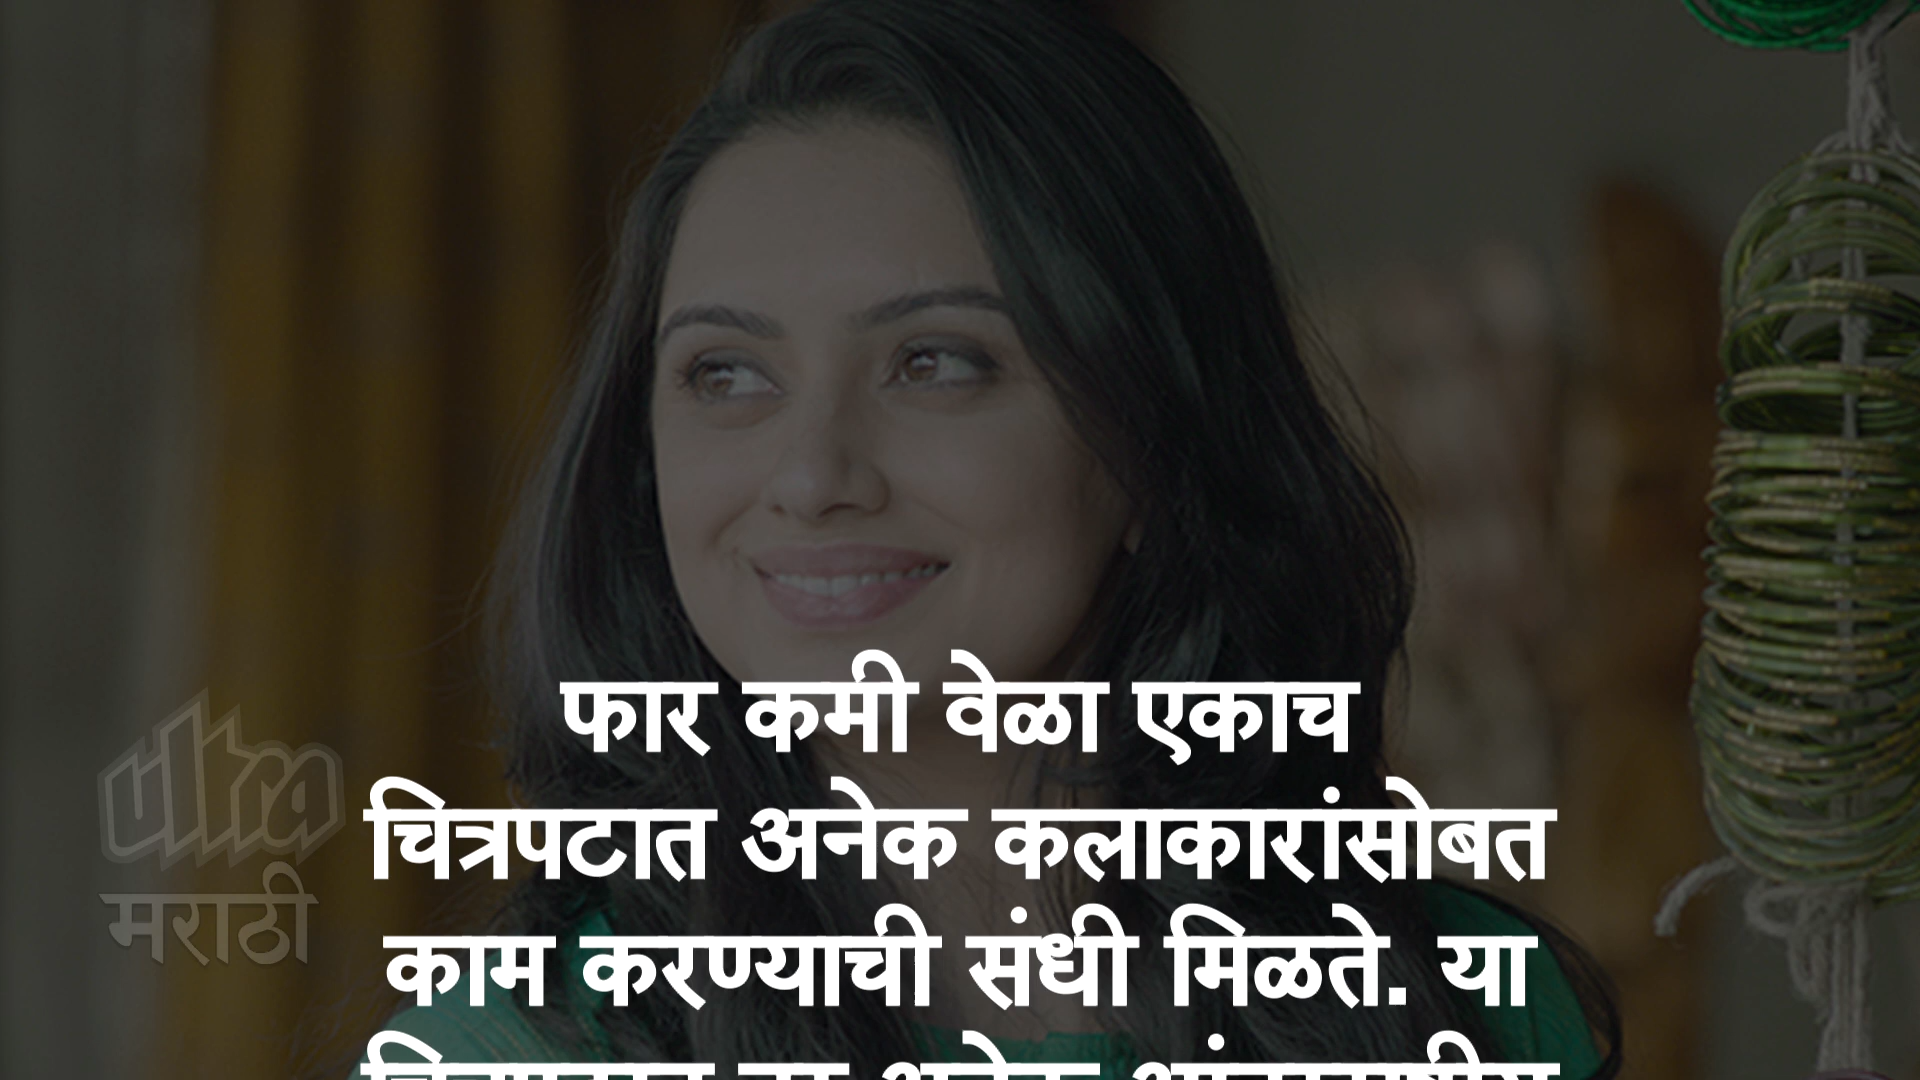 फार कमी वेळा एकाच
चित्रपटात अनेक कलाकारांसोबत
काम करण्याची संधी मिळते. या
ultra
मराठी